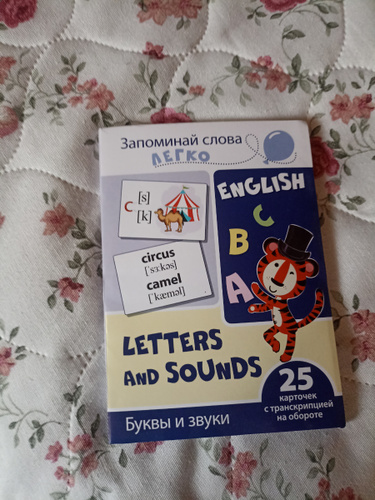 Запоминай слова
ЛЕГКО
ENGLISH
C
B
A
c
[s]
[k]
circus
['sɜ:kəs]
camel
['kæməl]
LETTERS
AND SOUNDS
Буквы и звуки
25
карточек
с транскрипцией
на обороте